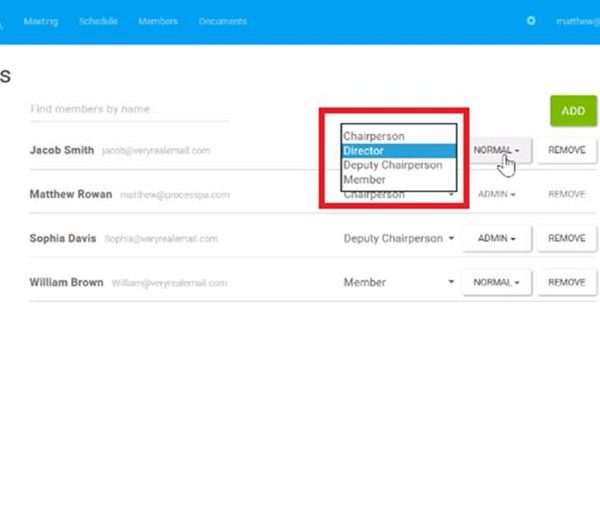 Meeting Schedule Members Documents matthew@
s
Find members by name
ADD
Chairperson
Jacob Smith jacob@veryrealemail.com Director NORMAL REMOVE
Deputy Chairperson
Member
Matthew Rowan matthew@processpa.com Chairperson ADMIN REMOVE
Sophia Davis Sophia@veryrealemail.com Deputy Chairperson ADMIN REMOVE
William Brown William@veryrealemail.com Member NORMAL REMOVE